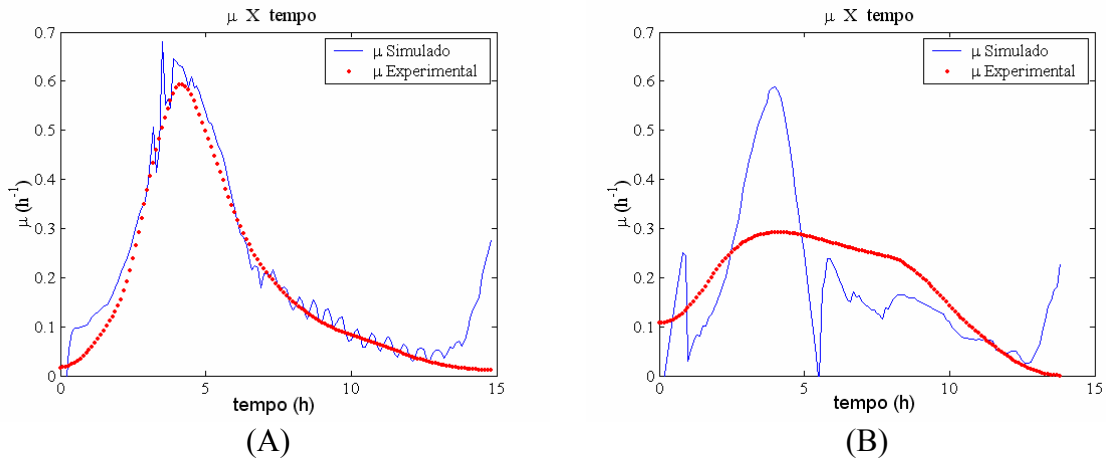 μ X tempo
0.7
0.6
0.5
0.4
0.3
0.2
0.1
0
μ (h⁻¹)
μ Simulado
μ Experimental
0 5 10 15
tempo (h)
(A)
μ X tempo
0.7
0.6
0.5
0.4
0.3
0.2
0.1
0
μ (h⁻¹)
μ Simulado
μ Experimental
0 5 10 15
tempo (h)
(B)